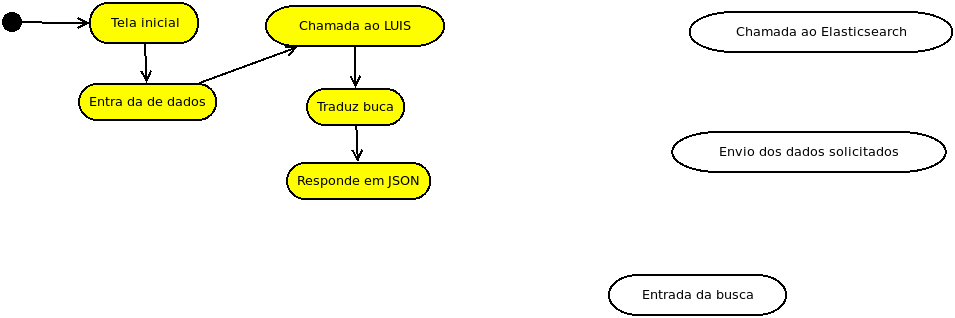 Tela inicial
Entra da de dados
Chamada ao LUIS
Traduz buca
Responde em JSON
Chamada ao Elasticsearch
Envio dos dados solicitados
Entrada da busca